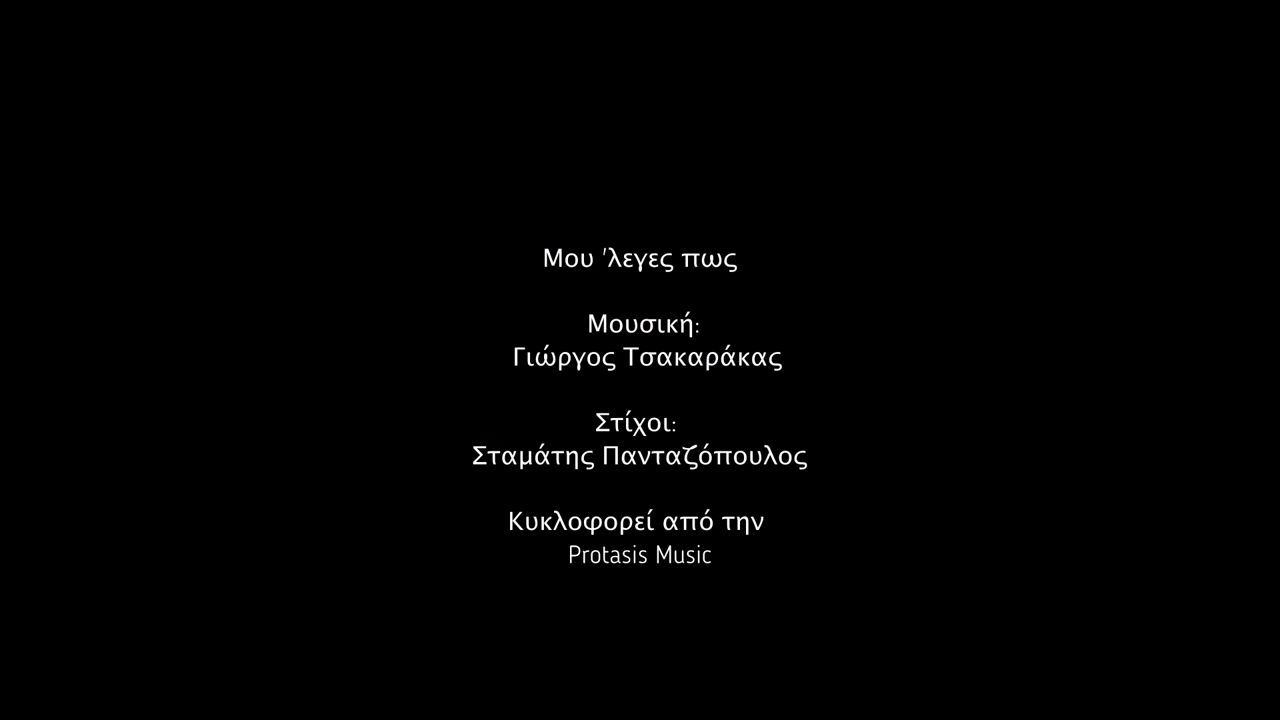 Μου 'λεγες πως
Μουσική:
Γιώργος Τσακαράκας
Στίχοι:
Σταμάτης Πανταζόπουλος
Κυκλοφορεί από την
Protasis Music